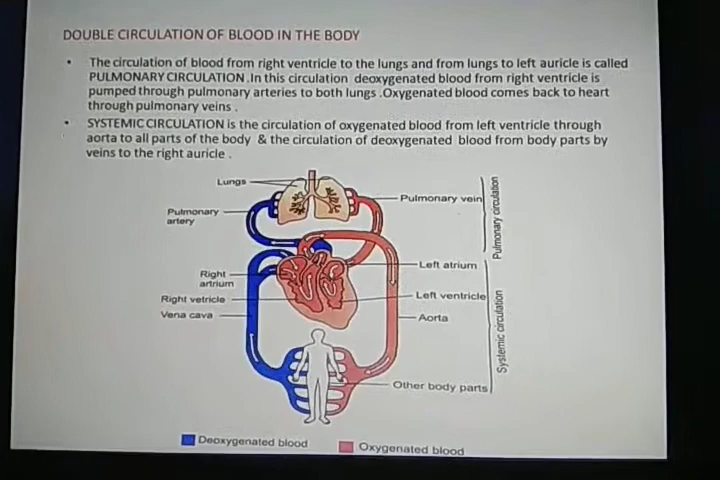 DOUBLE CIRCULATION OF BLOOD IN THE BODY
• The circulation of blood from right ventricle to the lungs and from lungs to left auricle is called
PULMONARY CIRCULATION .In this circulation deoxygenated blood from right ventricle is
pumped through pulmonary arteries to both lungs .Oxygenated blood comes back to heart
through pulmonary veins .
• SYSTEMIC CIRCULATION is the circulation of oxygenated blood from left ventricle through
aorta to all parts of the body & the circulation of deoxygenated blood from body parts by
veins to the right auricle .
Lungs
Pulmonary vein
Pulmonary
artery
Pulmonary circulation
Left atrium
Right
artrium
Left ventricle
Right vetricle
Vena cava
Aorta
Systemic circulation
Other body parts
Deoxygenated blood
Oxygenated blood